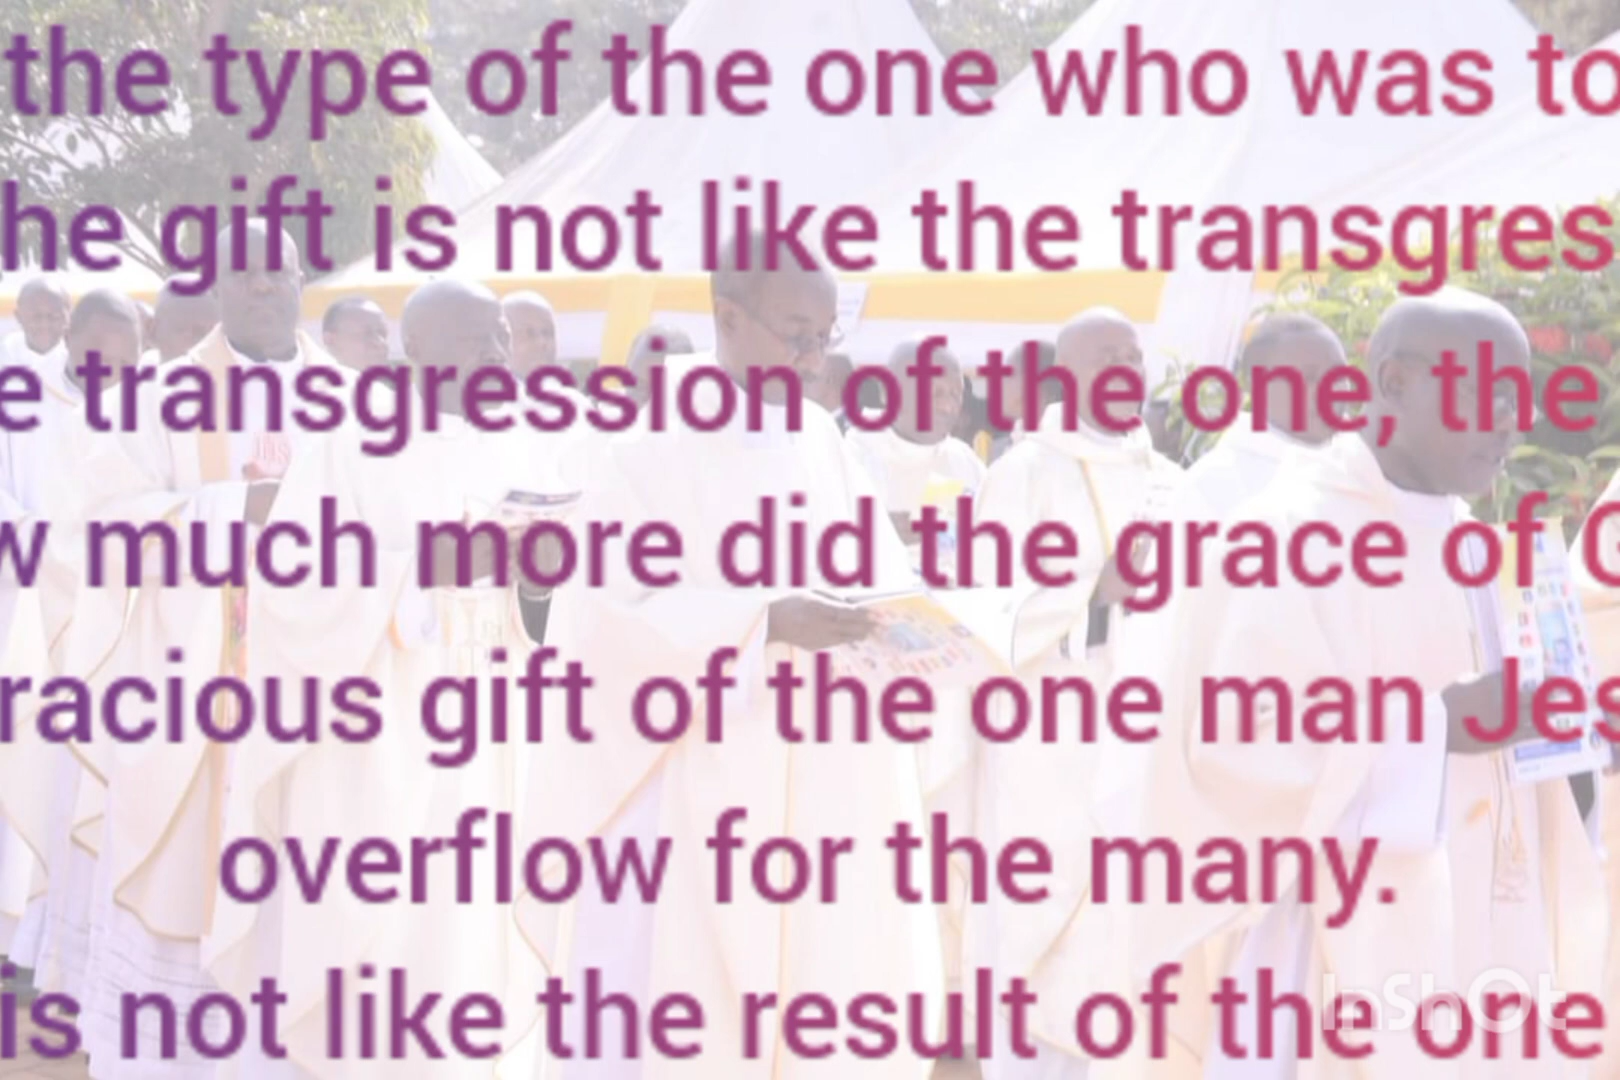 the type of the one who was to
he gift is not like the transgres
e transgression of the one, the
w much more did the grace of G
racious gift of the one man Jes
overflow for the many.
is not like the result of the one
InShOt
IHS